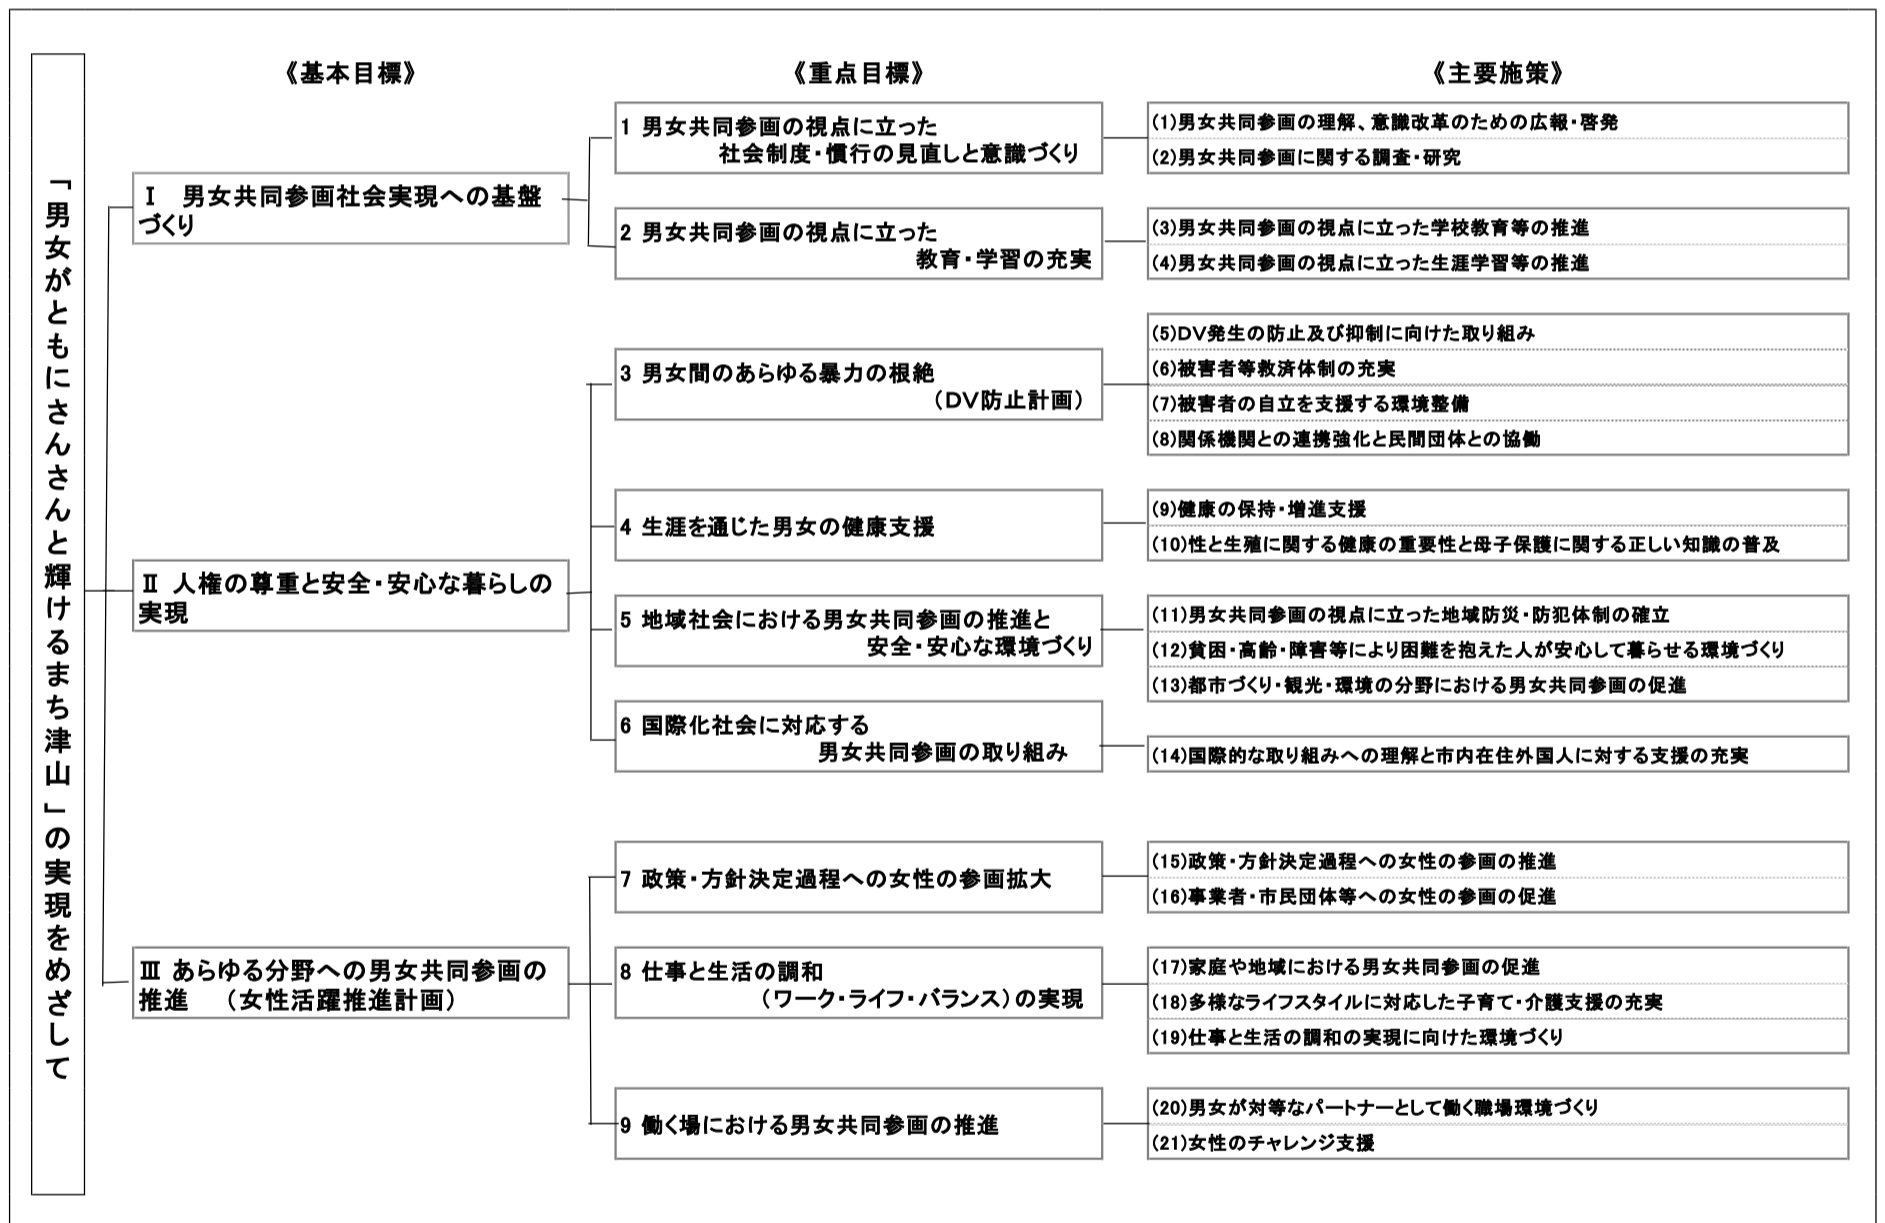 「男女がともにさんさんと輝けるまち津山」の実現をめざして
《基本目標》
《重点目標》
《主要施策》
Ⅰ　男女共同参画社会実現への基盤
づくり
1 男女共同参画の視点に立った
社会制度・慣行の見直しと意識づくり
(1)男女共同参画の理解、意識改革のための広報・啓発
(2)男女共同参画に関する調査・研究
2 男女共同参画の視点に立った
教育・学習の充実
(3)男女共同参画の視点に立った学校教育等の推進
(4)男女共同参画の視点に立った生涯学習等の推進
Ⅱ 人権の尊重と安全・安心な暮らしの
実現
3 男女間のあらゆる暴力の根絶
（DV防止計画）
(5)DV発生の防止及び抑制に向けた取り組み
(6)被害者等救済体制の充実
(7)被害者の自立を支援する環境整備
(8)関係機関との連携強化と民間団体との協働
4 生涯を通じた男女の健康支援
(9)健康の保持・増進支援
(10)性と生殖に関する健康の重要性と母子保護に関する正しい知識の普及
5 地域社会における男女共同参画の推進と
安全・安心な環境づくり
(11)男女共同参画の視点に立った地域防災・防犯体制の確立
(12)貧困・高齢・障害等により困難を抱えた人が安心して暮らせる環境づくり
(13)都市づくり・観光・環境の分野における男女共同参画の促進
6 国際化社会に対応する
男女共同参画の取り組み
(14)国際的な取り組みへの理解と市内在住外国人に対する支援の充実
Ⅲ あらゆる分野への男女共同参画の
推進　（女性活躍推進計画）
7 政策・方針決定過程への女性の参画拡大
(15)政策・方針決定過程への女性の参画の推進
(16)事業者・市民団体等への女性の参画の促進
8 仕事と生活の調和
（ワーク・ライフ・バランス）の実現
(17)家庭や地域における男女共同参画の促進
(18)多様なライフスタイルに対応した子育て・介護支援の充実
(19)仕事と生活の調和の実現に向けた環境づくり
9 働く場における男女共同参画の推進
(20)男女が対等なパートナーとして働く職場環境づくり
(21)女性のチャレンジ支援